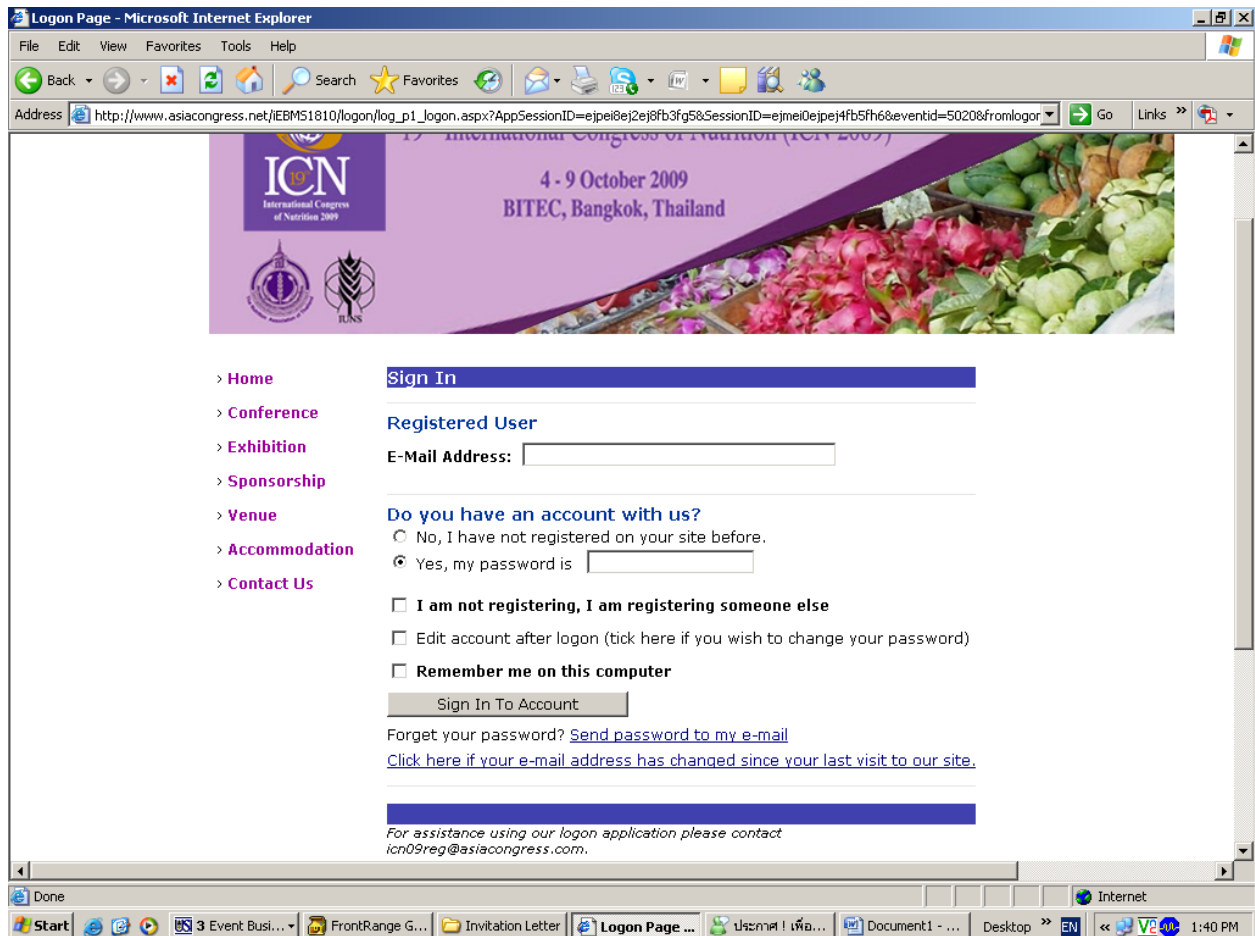 Logon Page - Microsoft Internet Explorer
File Edit View Favorites Tools Help
Back Search Favorites
Address http://www.asiacongress.net/iEBMS1810/logon/log_p1_logon.aspx?AppSessionID=ejpei8ej2ej8fb3fg5&SessionID=ejmei0ejpej4fb5fh6&eventid=5020&fromlogor Go Links »
19 International Congress of Nutrition (ICN 2009)
4 - 9 October 2009
BITEC, Bangkok, Thailand
19th
ICN
International Congress
of Nutrition 2009
IUNS
› Home
› Conference
› Exhibition
› Sponsorship
› Venue
› Accommodation
› Contact Us
Sign In
Registered User
E-Mail Address:
Do you have an account with us?
No, I have not registered on your site before.
Yes, my password is
I am not registering, I am registering someone else
Edit account after logon (tick here if you wish to change your password)
Remember me on this computer
Sign In To Account
Forget your password? Send password to my e-mail
Click here if your e-mail address has changed since your last visit to our site.
For assistance using our logon application please contact
icn09reg@asiacongress.com.
Done Internet
Start 3 Event Busi... FrontRange G... Invitation Letter Logon Page ... ประกาศ ! เพื่อ... Document1 - ... Desktop » EN « 1:40 PM